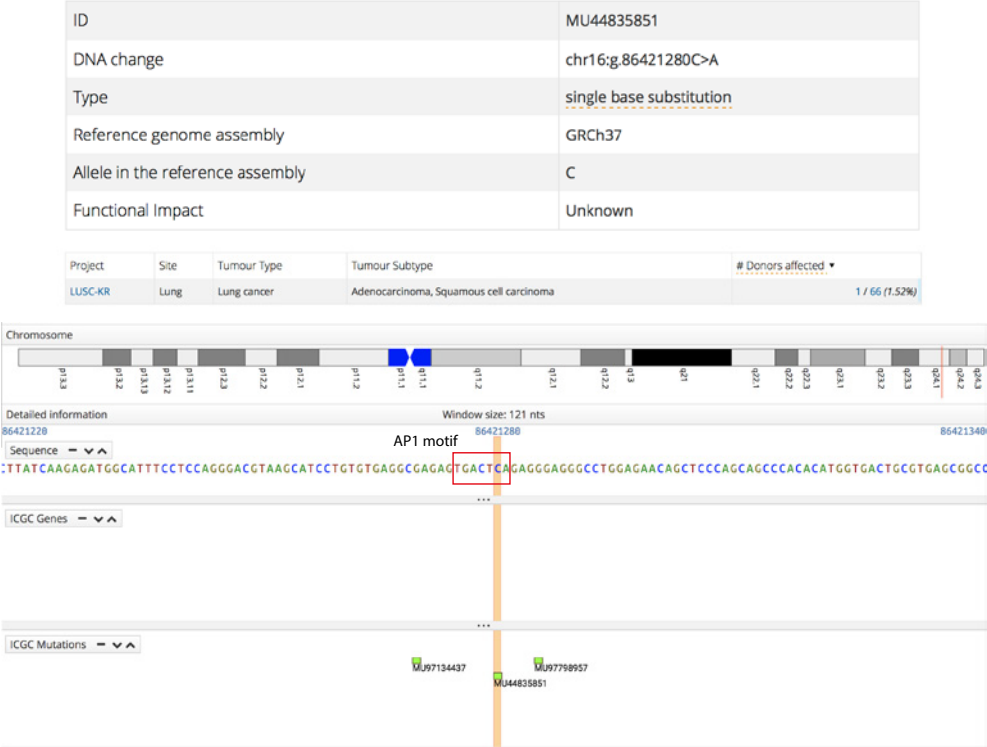 ID MU44835851
DNA change chr16:g.86421280C>A
Type single base substitution
Reference genome assembly GRCh37
Allele in the reference assembly C
Functional Impact Unknown
Project Site Tumour Type Tumour Subtype # Donors affected ▼
LUSC-KR Lung Lung cancer Adenocarcinoma, Squamous cell carcinoma 1 / 66 (1.52%)
Chromosome
p13.3 p13.2 p13.13 p13.12 p13.11 p12.3 p12.2 p12.1 p11.2 p11.1 q11.1 q11.2 q12.1 q12.2 q13 q21 q22.1 q22.2 q22.3 q23.1 q23.2 q23.3 q24.1 q24.2 q24.3
Detailed information Window size: 121 nts
86421220 86421280 86421340
AP1 motif
Sequence
CTTATCAAGAGATGGCATTTCCTCCAGGGACGTAAGCATCCTGTGTGAGGCGAGAGTGACTCAGAGGGAGGGCCTGGAGAACAGCTCCCAGCAGCCCACACATGGTGACTGCGTGAGCGGCC
...
ICGC Genes
...
ICGC Mutations
MU97134437 MU97798957
MU44835851